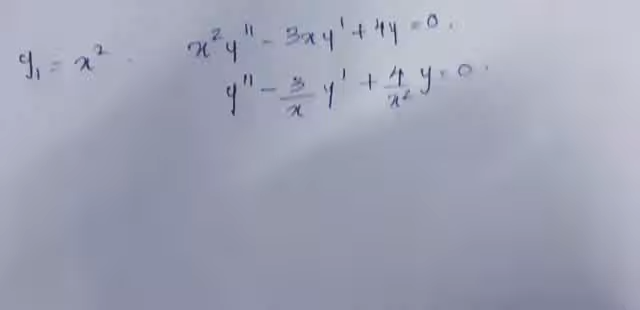 y₁ = x². x²y'' - 3xy' + 4y = 0.
y'' - 3/x y' + 4/x² y = 0.